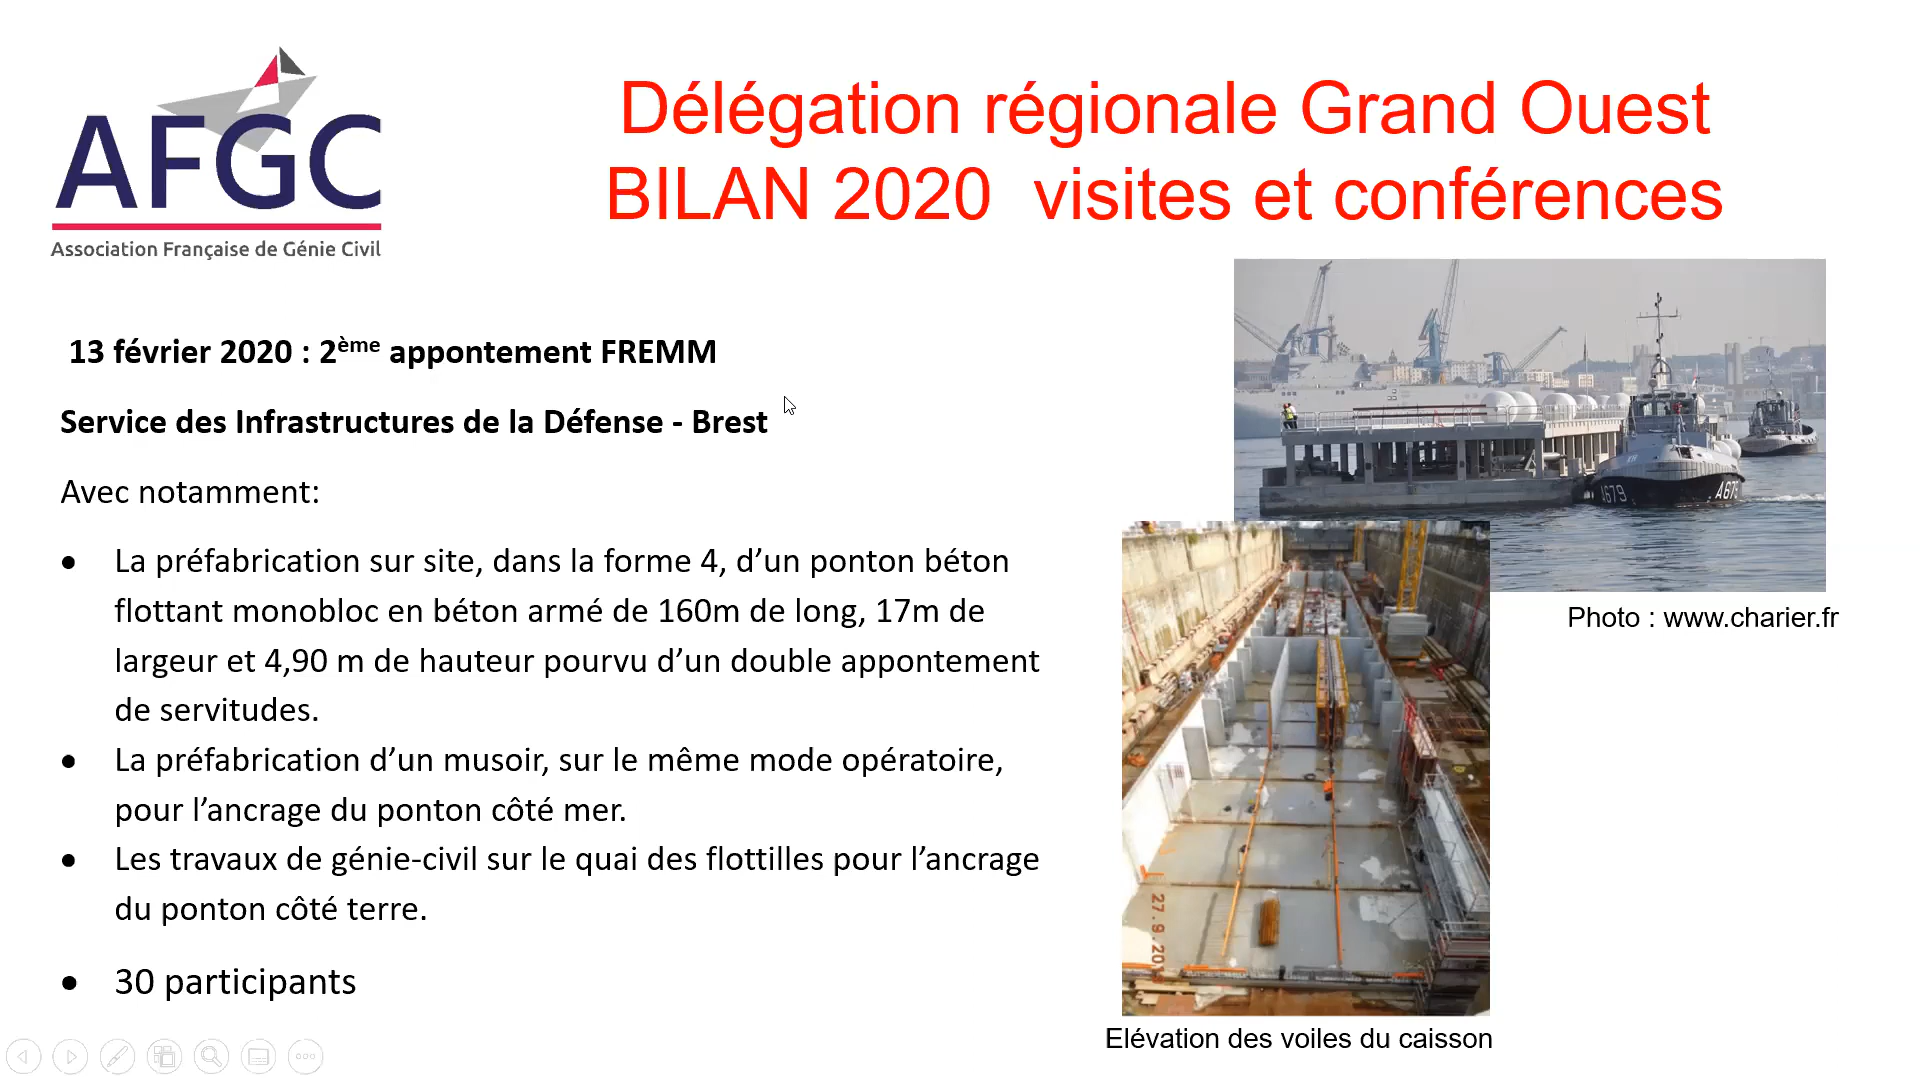 AFGC
Association Française de Génie Civil
Délégation régionale Grand Ouest
BILAN 2020 visites et conférences
13 février 2020 : 2ème appontement FREMM
Service des Infrastructures de la Défense - Brest
Avec notamment:
• La préfabrication sur site, dans la forme 4, d’un ponton béton
flottant monobloc en béton armé de 160m de long, 17m de
largeur et 4,90 m de hauteur pourvu d’un double appontement
de servitudes.
• La préfabrication d’un musoir, sur le même mode opératoire,
pour l’ancrage du ponton côté mer.
• Les travaux de génie-civil sur le quai des flottilles pour l’ancrage
du ponton côté terre.
• 30 participants
A679
Photo : www.charier.fr
Elévation des voiles du caisson